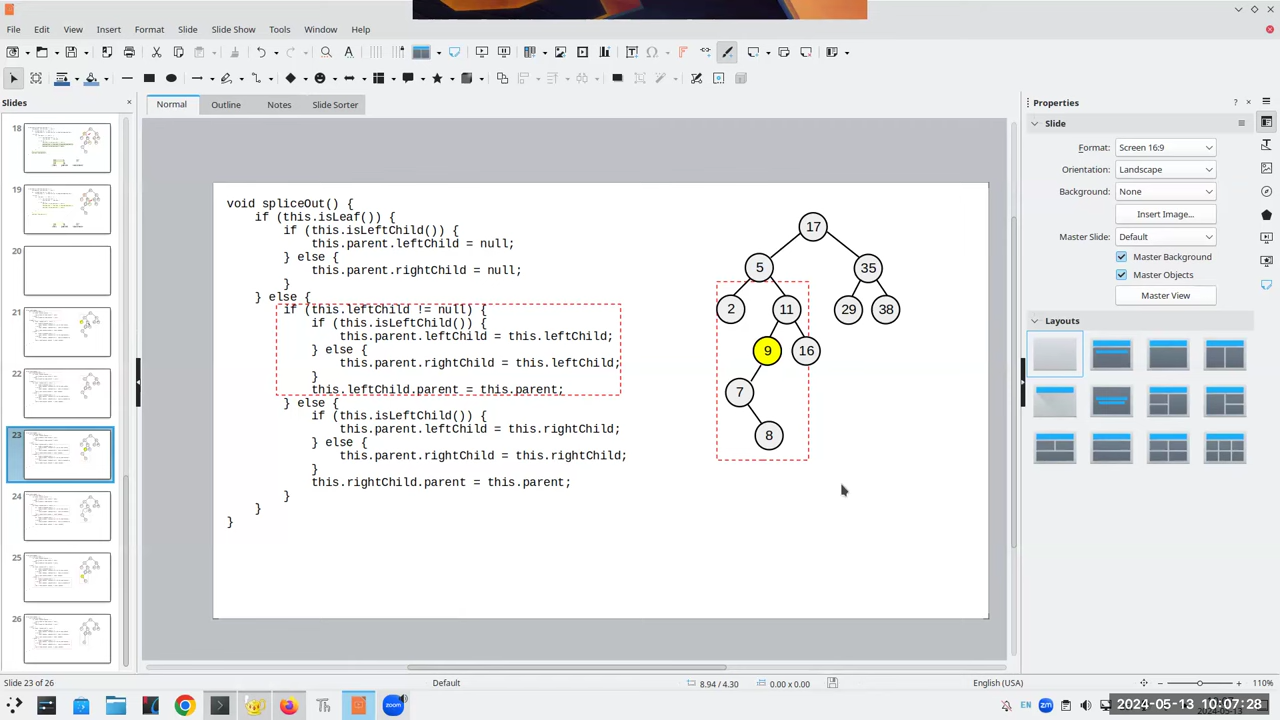 File Edit View Insert Format Slide Slide Show Tools Window Help
Slides
Normal Outline Notes Slide Sorter
Properties
Slide
Format: Screen 16:9
Orientation: Landscape
Background: None
Insert Image...
Master Slide: Default
Master Background
Master Objects
Master View
Layouts
18
19
20
21
22
23
24
25
26
void spliceOut() {
if (this.isLeaf()) {
if (this.isLeftChild()) {
this.parent.leftChild = null;
} else {
this.parent.rightChild = null;
}
} else {
if (this.leftChild != null) {
if (this.isLeftChild()) {
this.parent.leftChild = this.leftChild;
} else {
this.parent.rightChild = this.leftChild;
}
this.leftChild.parent = this.parent;
} else {
if (this.isLeftChild()) {
this.parent.leftChild = this.rightChild;
} else {
this.parent.rightChild = this.rightChild;
}
this.rightChild.parent = this.parent;
}
}
}
17
5 35
2 11 29 38
9 16
7
8
Slide 23 of 26 Default 8.94 / 4.30 0.00 x 0.00 English (USA) 110%
zoom EN zm 2024-05-13 10:07:28